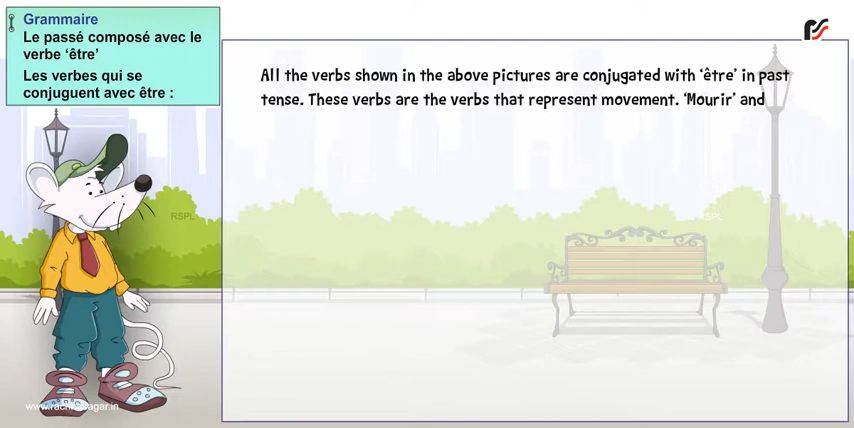 Grammaire
Le passé composé avec le
verbe ‘être’
Les verbes qui se
conjuguent avec être :
All the verbs shown in the above pictures are conjugated with ‘être’ in past
tense. These verbs are the verbs that represent movement. ‘Mourir’ and
RSPL
RSPL
www.rachnasagar.in